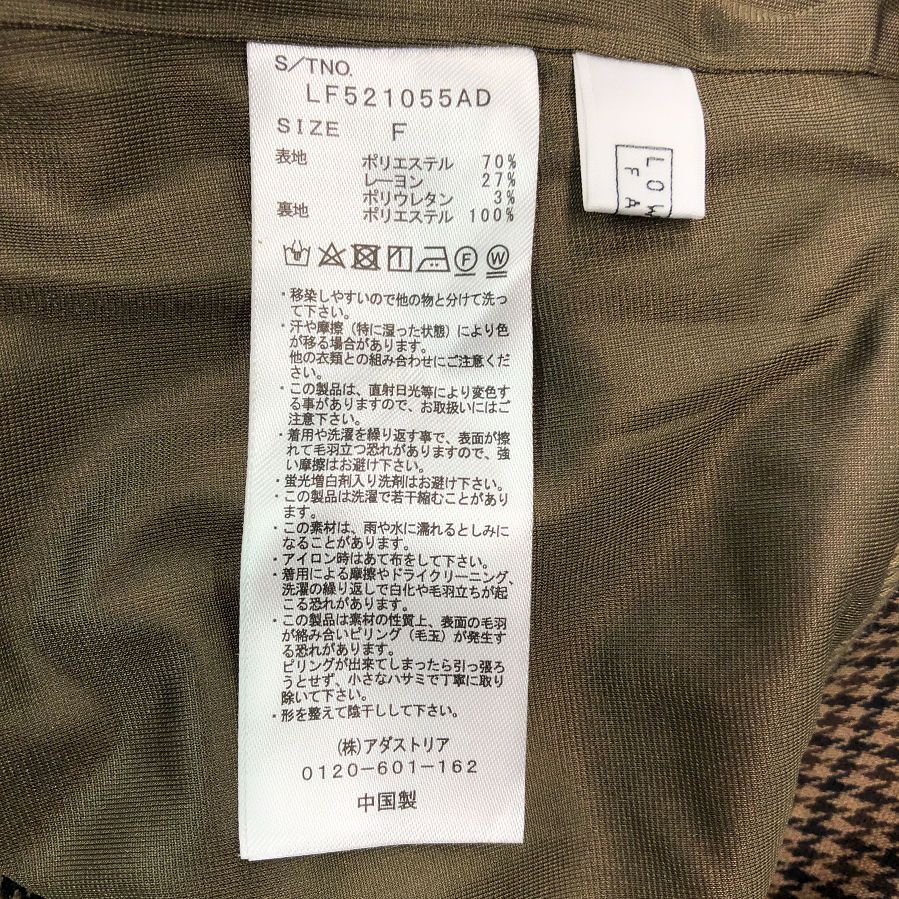 S/TNO.
LF521055AD
SIZE F
表地 ポリエステル 70%
レーヨン 27%
ポリウレタン 3%
裏地 ポリエステル 100%
F W
・移染しやすいので他の物と分けて洗っ
て下さい。
・汗や摩擦（特に湿った状態）により色
が移る場合があります。
他の衣類との組み合わせにご注意くだ
さい。
・この製品は、直射日光等により変色す
る事がありますので、お取扱いにはご
注意下さい。
・着用や洗濯を繰り返す事で、表面が擦
れて毛羽立つ恐れがありますので、強
い摩擦はお避け下さい。
・蛍光増白剤入り洗剤はお避け下さい。
・この製品は洗濯で若干縮むことがあり
ます。
・この素材は、雨や水に濡れるとしみに
なることがあります。
・アイロン時はあて布をして下さい。
・着用による摩擦やドライクリーニング、
洗濯の繰り返しで白化や毛羽立ちが起
こる恐れがあります。
・この製品は素材の性質上、表面の毛羽
が絡み合いピリング（毛玉）が発生す
る恐れがあります。
ピリングが出来てしまったら引っ張ろ
うとせず、小さなハサミで丁寧に取り
除いて下さい。
・形を整えて陰干しして下さい。
(株)アダストリア
0120-601-162
中国製
LOW
F
A